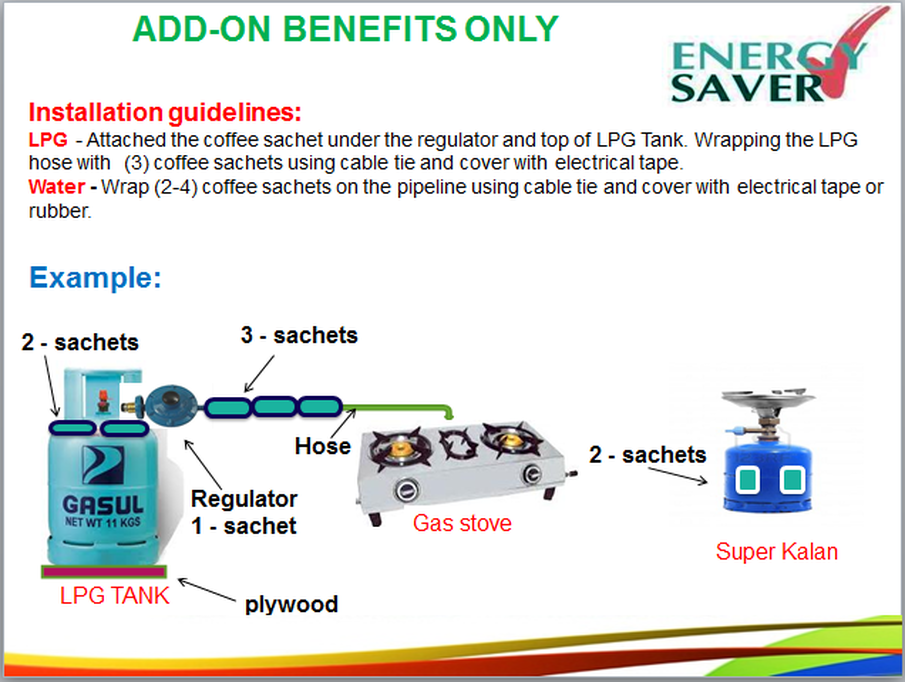 ADD-ON BENEFITS ONLY
ENERGY
SAVER
Installation guidelines:
LPG - Attached the coffee sachet under the regulator and top of LPG Tank. Wrapping the LPG
hose with (3) coffee sachets using cable tie and cover with electrical tape.
Water - Wrap (2-4) coffee sachets on the pipeline using cable tie and cover with electrical tape or
rubber.
Example:
2 - sachets
3 - sachets
Hose
2 - sachets
GASUL
NET WT 11 KGS
Regulator
1 - sachet
Gas stove
Super Kalan
LPG TANK
plywood